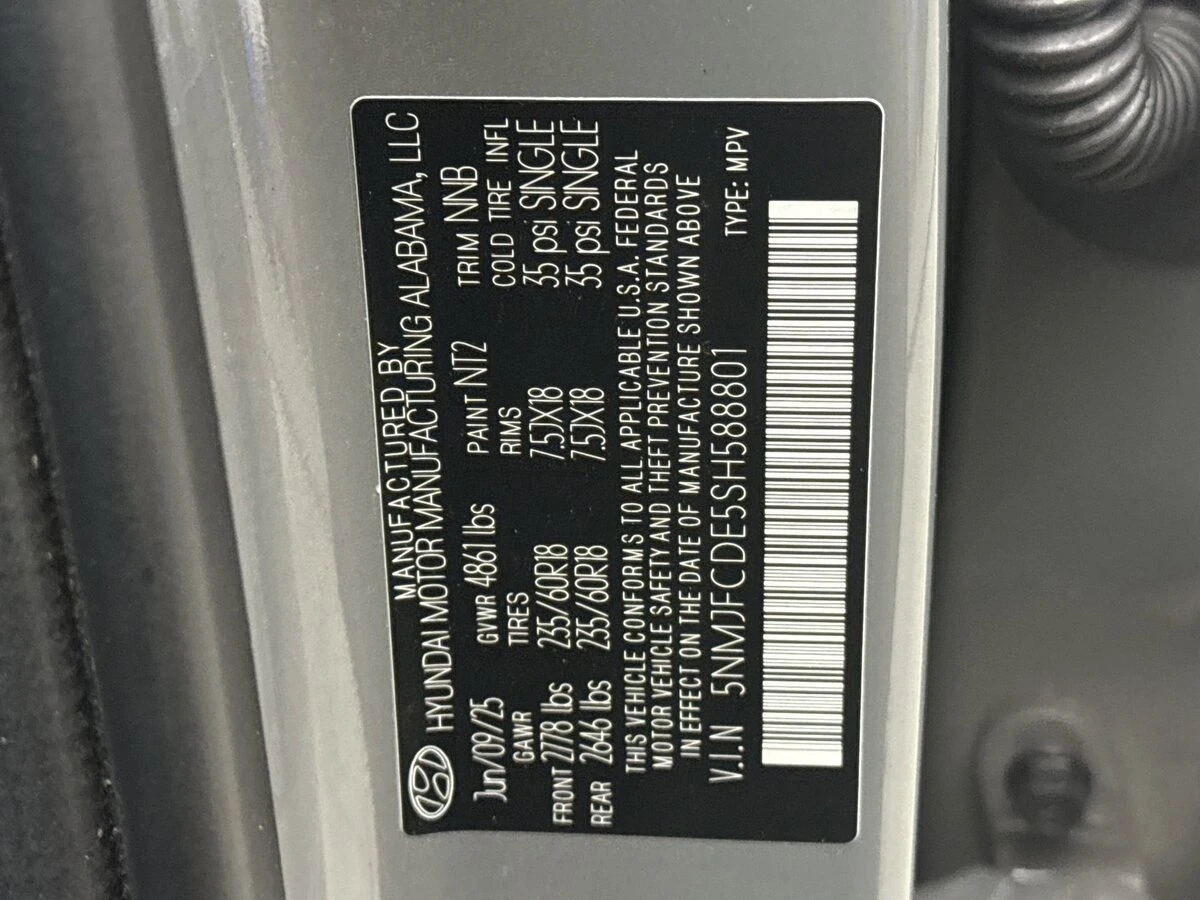 MANUFACTURED BY
HYUNDAI MOTOR MANUFACTURING ALABAMA, LLC
Jun/09/25 GVWR 4861 lbs PAINT NT2 TRIM NNB
GAWR TIRES RIMS COLD TIRE INFL
FRONT 2778 lbs 235/60R18 7.5JX18 35 psi SINGLE
REAR 2646 lbs 235/60R18 7.5JX18 35 psi SINGLE
THIS VEHICLE CONFORMS TO ALL APPLICABLE U.S.A. FEDERAL
MOTOR VEHICLE SAFETY AND THEFT PREVENTION STANDARDS
IN EFFECT ON THE DATE OF MANUFACTURE SHOWN ABOVE
V.I.N 5NMJFCDE5SH588801 TYPE: MPV